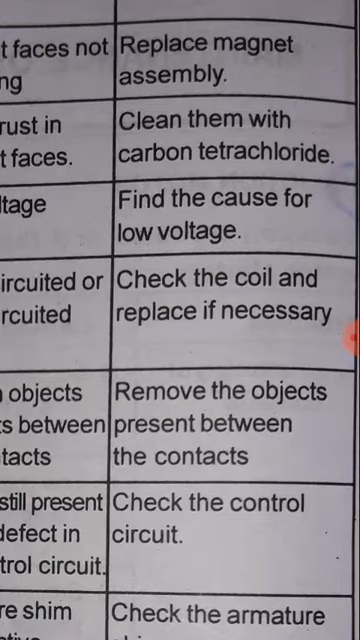 t faces not
ng
Replace magnet
assembly.
rust in
t faces.
Clean them with
carbon tetrachloride.
ltage
Find the cause for
low voltage.
ircuited or
rcuited
Check the coil and
replace if necessary
objects
s between
tacts
Remove the objects
present between
the contacts
still present
defect in
trol circuit.
Check the control
circuit.
re shim
Check the armature